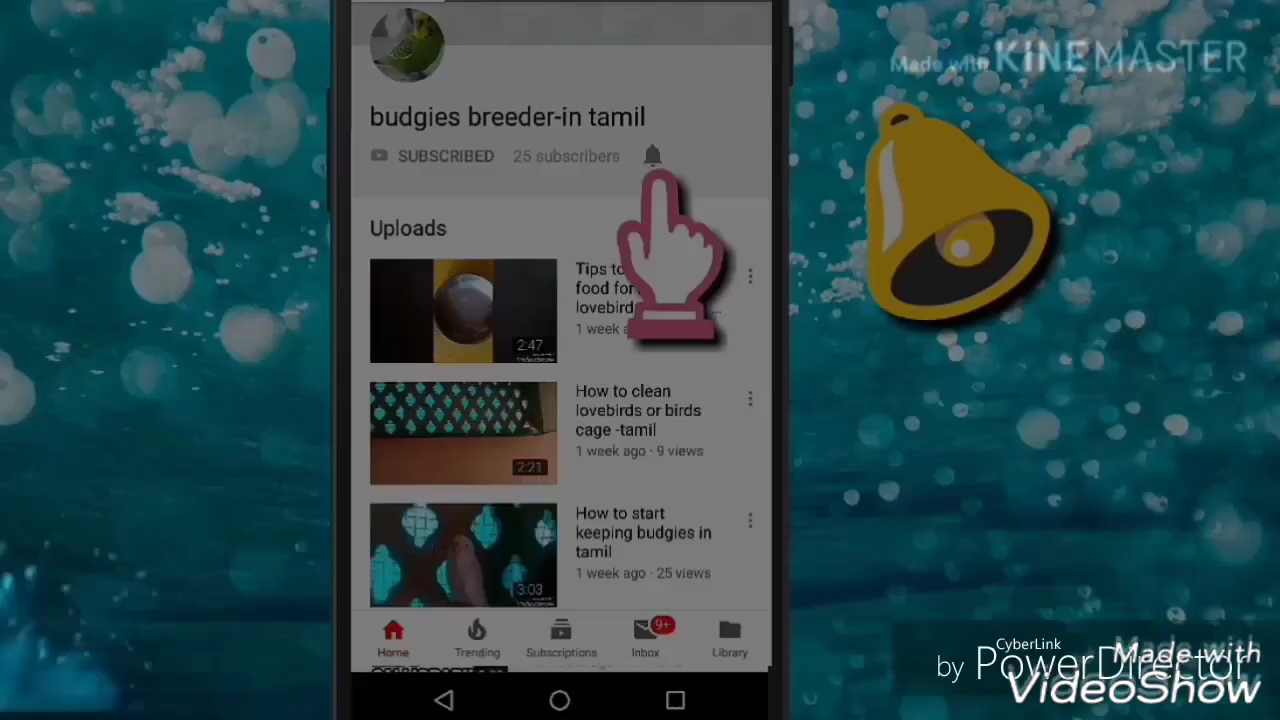 Made with KINEMASTER
budgies breeder-in tamil
SUBSCRIBED 25 subscribers
Uploads
Tips to
food for
lovebirds ...
1 week
2:47
How to clean
lovebirds or birds
cage -tamil
1 week ago · 9 views
2:21
How to start
keeping budgies in
tamil
1 week ago · 25 views
3:03
9+
Home Trending Subscriptions Inbox Library
CyberLink
by PowerDirector
Made with
VideoShow